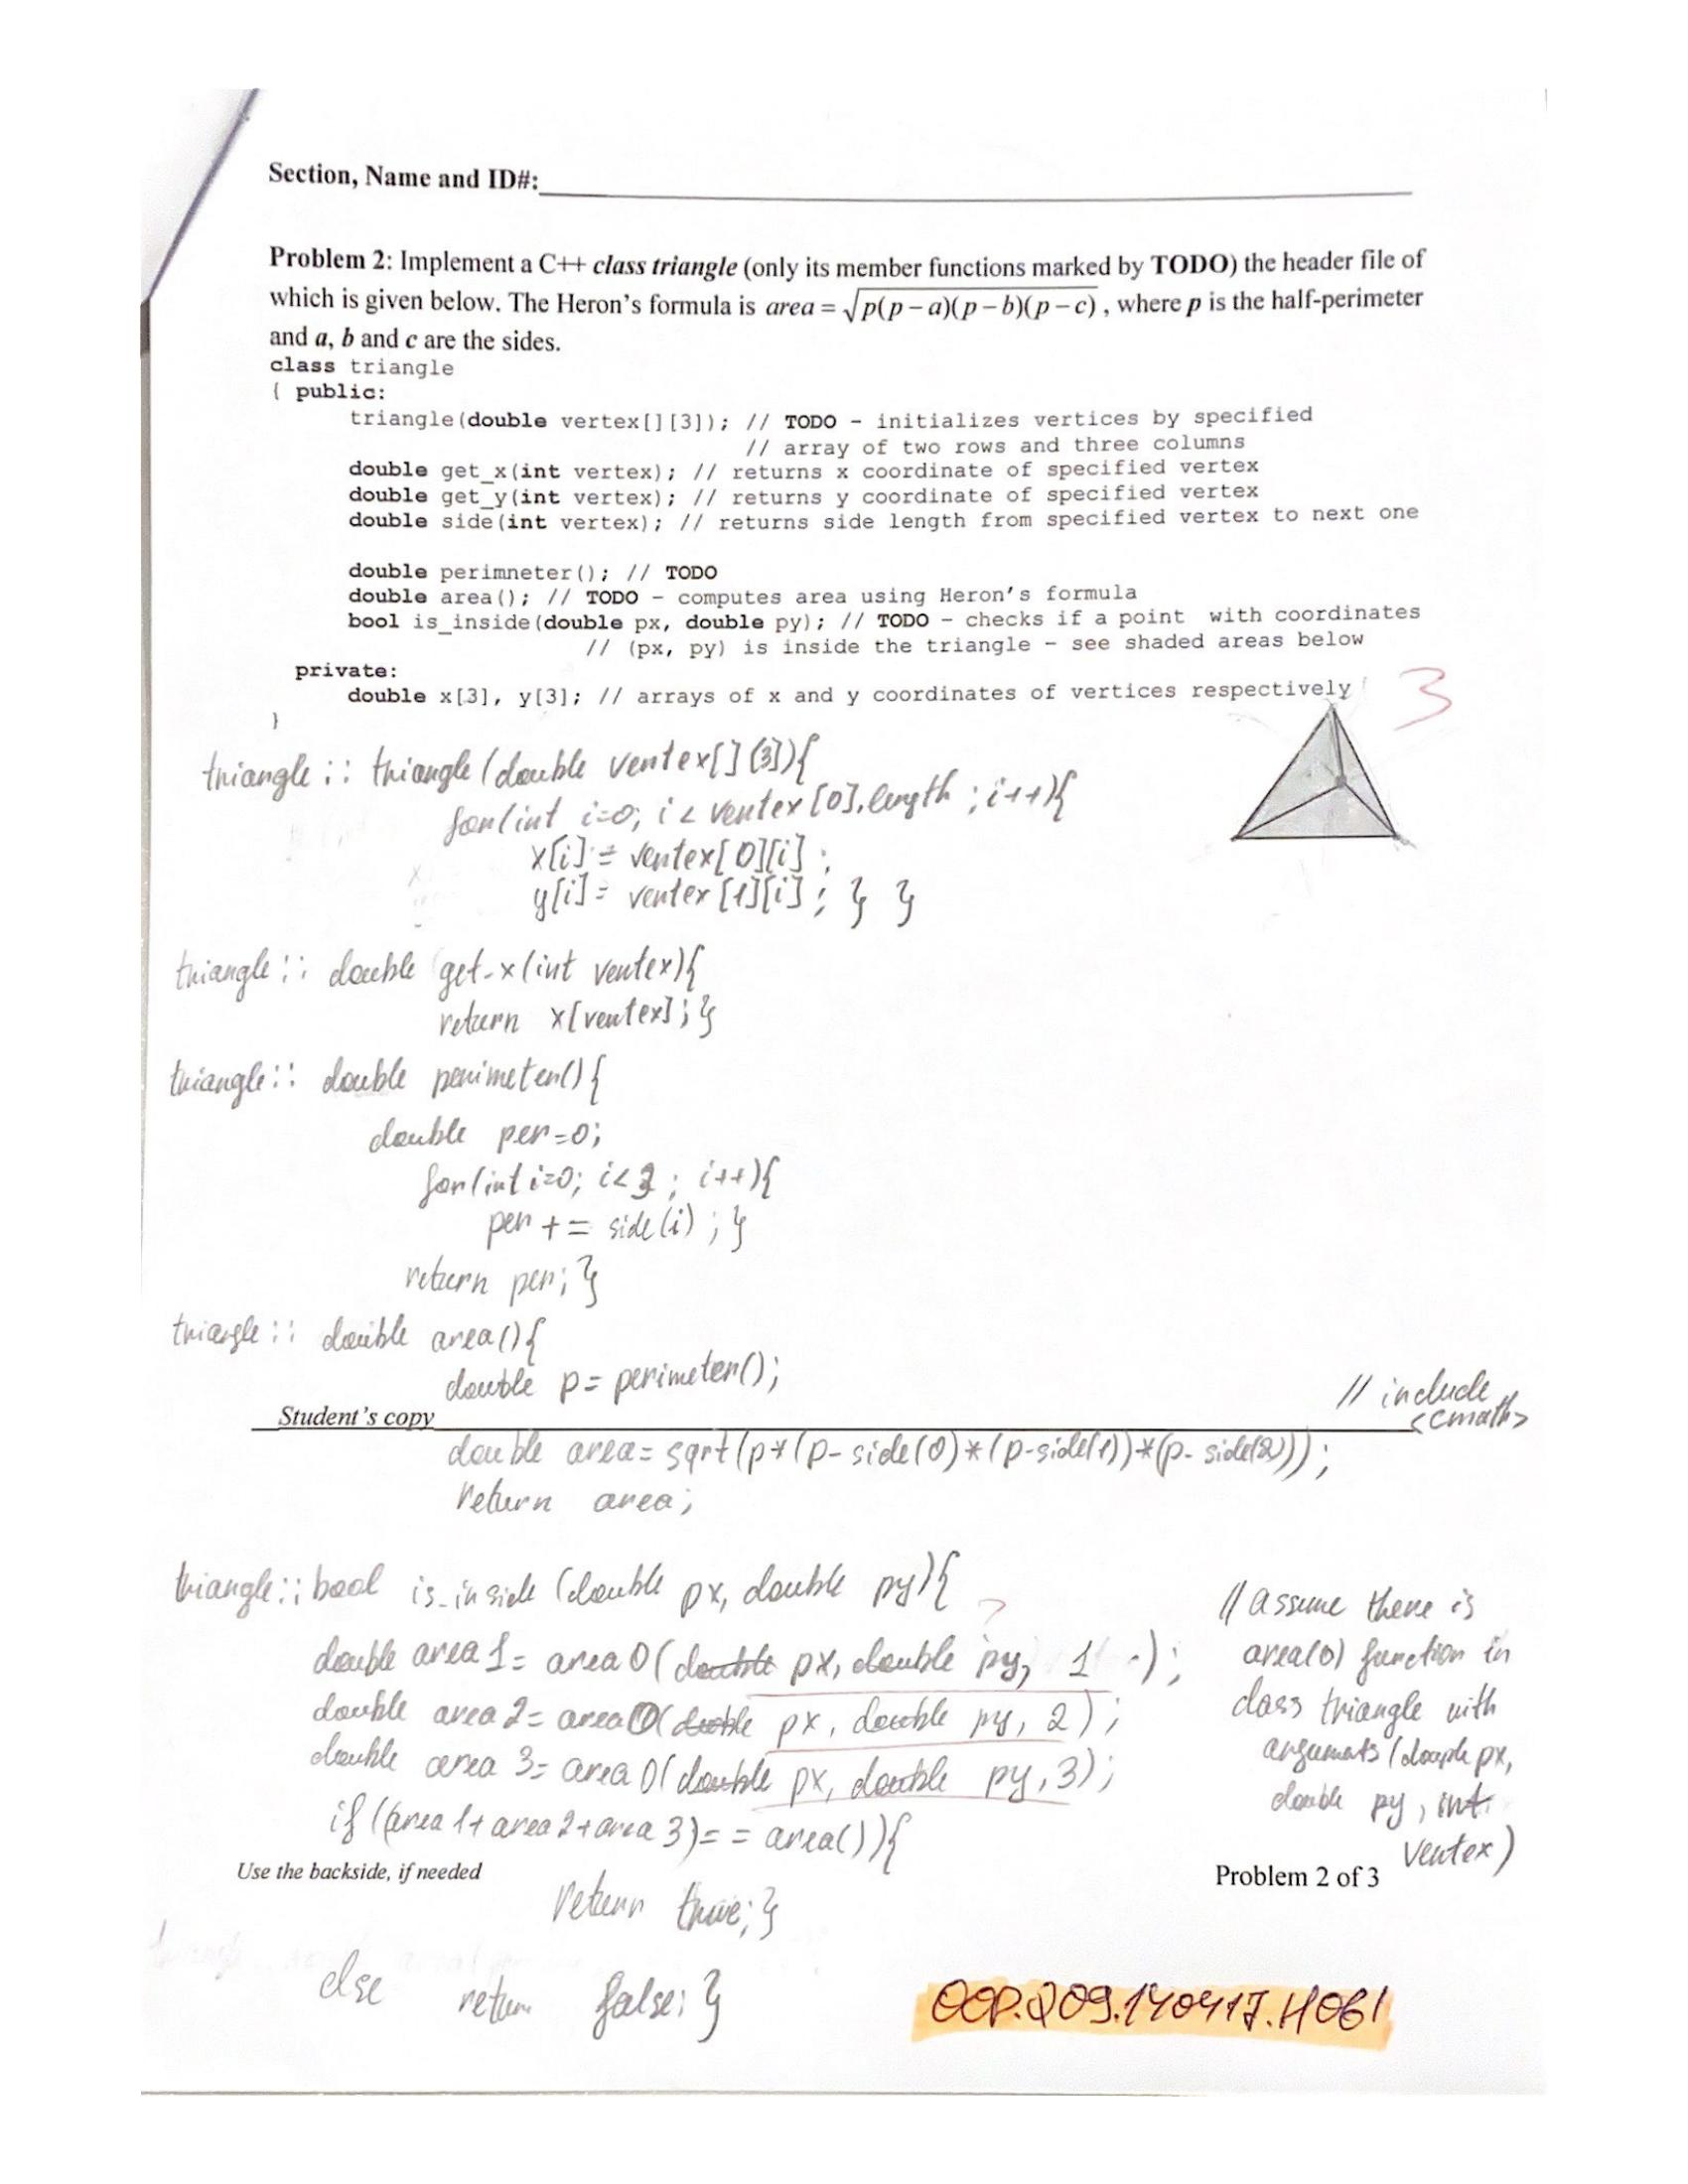 Section, Name and ID#:
Problem 2: Implement a C++ class triangle (only its member functions marked by TODO) the header file of
which is given below. The Heron's formula is area = √p(p – a)(p – b)(p – c) , where p is the half-perimeter
and a, b and c are the sides.
class triangle
{ public:
triangle(double vertex[][3]); // TODO - initializes vertices by specified
// array of two rows and three columns
double get_x(int vertex); // returns x coordinate of specified vertex
double get_y(int vertex); // returns y coordinate of specified vertex
double side(int vertex); // returns side length from specified vertex to next one
double perimneter(); // TODO
double area(); // TODO - computes area using Heron's formula
bool is_inside(double px, double py); // TODO - checks if a point with coordinates
// (px, py) is inside the triangle - see shaded areas below
private:
double x[3], y[3]; // arrays of x and y coordinates of vertices respectively
}
3
triangle :: triangle (double vertex[][3]){
for(int i=0; i < vertex [0].length ; i++){
x[i] = vertex[0][i] ;
y[i] = vertex [1][i] ; } }
triangle :: double get_x (int vertex){
return x[vertex] ; }
triangle :: double perimeter() {
double per=0;
for(int i=0; i<3 ; i++){
per += side(i) ; }
return per; }
triangle :: double area(){
double p = perimeter();
// include
<cmath>
Student's copy
double area= sqrt (p*(p- side(0)*(p-side(1))*(p- side(2)));
return area;
triangle :: bool is_inside (double px, double py){
?
double area 1 = area0(double px, double py, 1 );
double area 2= area0(double px, double py, 2);
double area 3= area0(double px, double py, 3);
if ((area 1+ area 2+ area 3)= = area()){
// assume there is
area(0) function in
class triangle with
arguments (double px,
double py, int
vertex)
Use the backside, if needed
Problem 2 of 3
return true; }
else return false; }
OOP.Q09.140417.H061